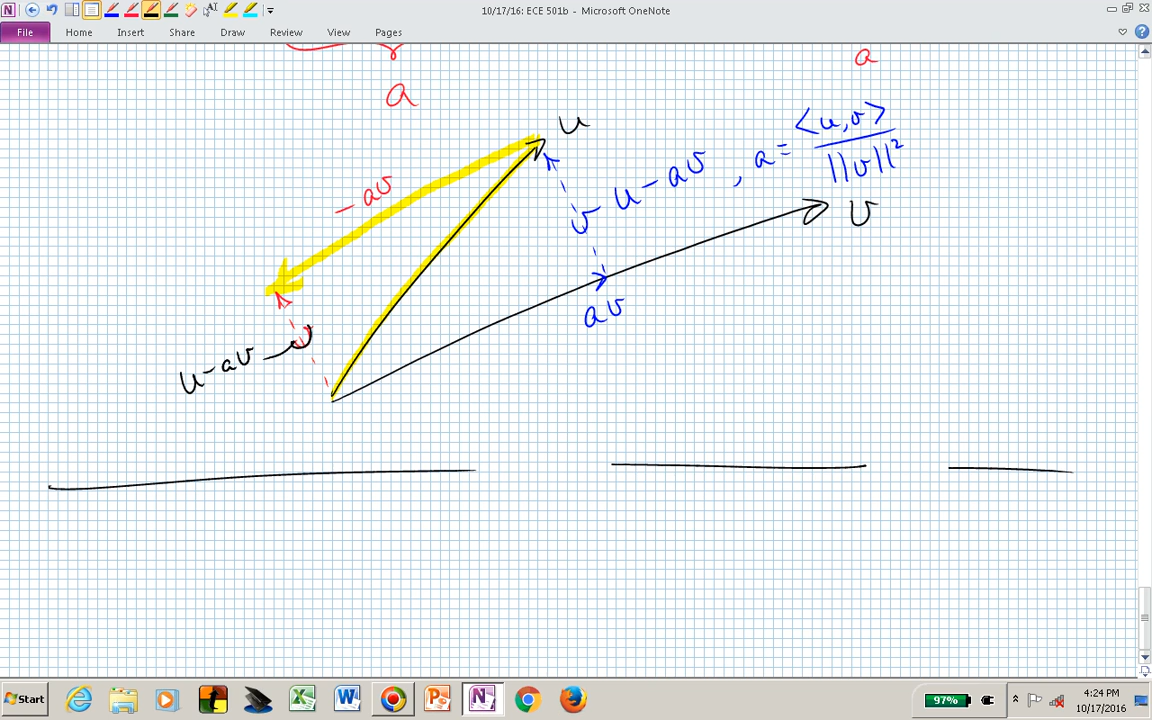 10/17/16: ECE 501b - Microsoft OneNote
File Home Insert Share Draw Review View Pages
a
a
u
<u,v>
u-av , a= ‖v‖²
-av
v
av
u-av
Start
97%
4:24 PM
10/17/2016